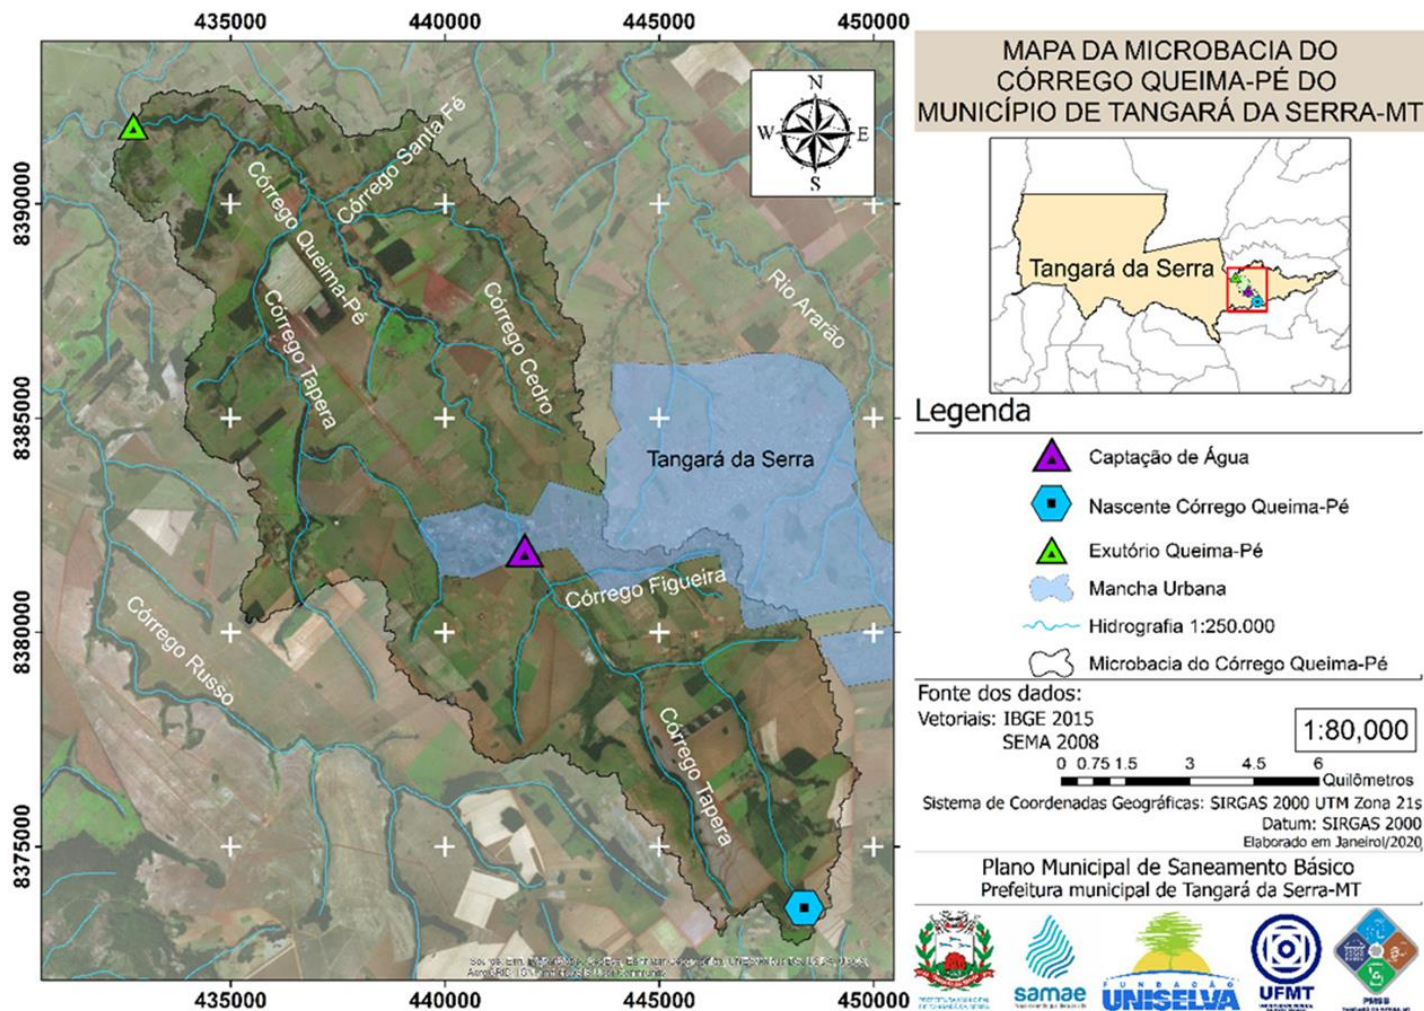 435000 440000 445000 450000
8390000
8385000
8380000
8375000
N
W E
S
Córrego Santa Fé
Córrego Queima-Pé
Córrego Tapera
Córrego Cedro
Rio Ararão
Tangará da Serra
Córrego Figueira
Córrego Russo
Córrego Tapera
435000 440000 445000 450000
MAPA DA MICROBACIA DO
CÓRREGO QUEIMA-PÉ DO
MUNICÍPIO DE TANGARÁ DA SERRA-MT
Tangará da Serra
Legenda
Captação de Água
Nascente Córrego Queima-Pé
Exutório Queima-Pé
Mancha Urbana
Hidrografia 1:250.000
Microbacia do Córrego Queima-Pé
Fonte dos dados:
Vetoriais: IBGE 2015
SEMA 2008
1:80,000
0 0.75 1.5 3 4.5 6
Quilômetros
Sistema de Coordenadas Geográficas: SIRGAS 2000 UTM Zona 21s
Datum: SIRGAS 2000
Elaborado em Janeirol/2020
Plano Municipal de Saneamento Básico
Prefeitura municipal de Tangará da Serra-MT
samae
FUNDAÇÃO
UNISELVA
UFMT
PMSB